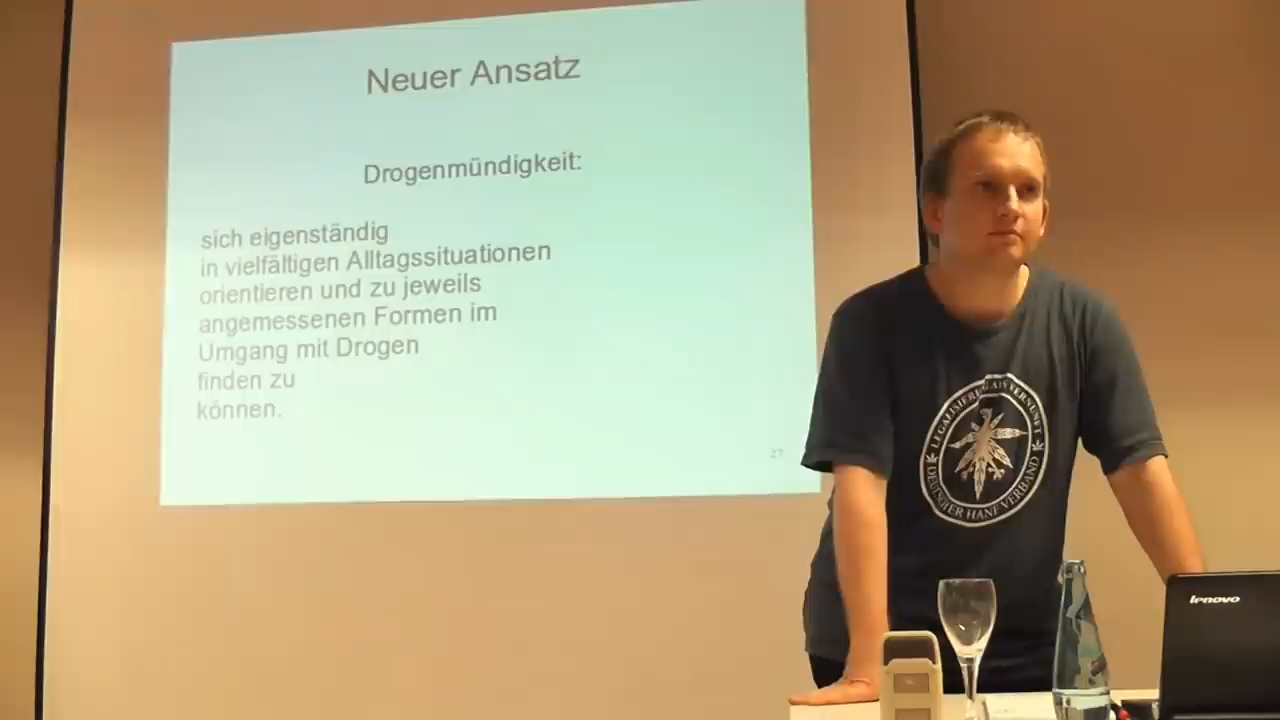 Neuer Ansatz
Drogenmündigkeit:
sich eigenständig
in vielfältigen Alltagssituationen
orientieren und zu jeweils
angemessenen Formen im
Umgang mit Drogen
finden zu
können.
27
LEGALISIERUNG AUS VERNUNFT
DEUTSCHER HANF VERBAND
lenovo